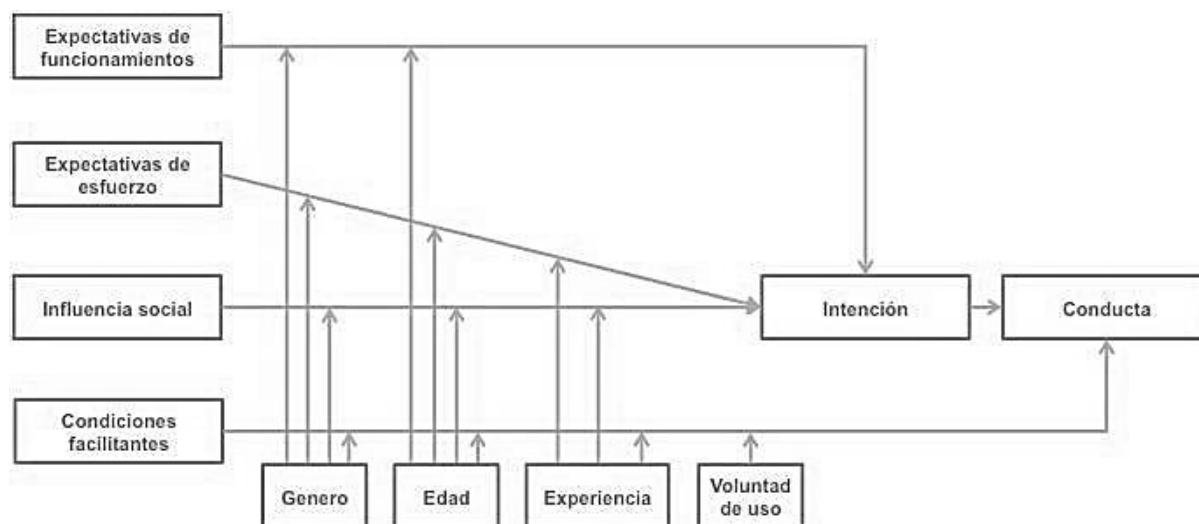 Expectativas de
funcionamientos
Expectativas de
esfuerzo
Influencia social
Intención
Conducta
Condiciones
facilitantes
Genero
Edad
Experiencia
Voluntad
de uso